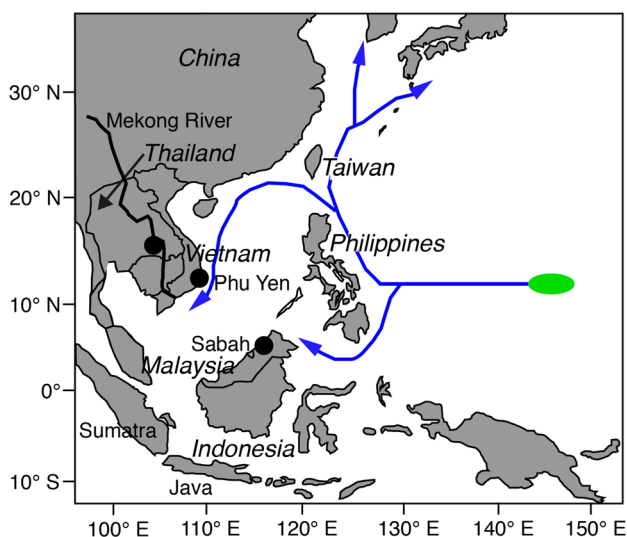 China
30° N
Mekong River
Thailand
Taiwan
20° N
Vietnam
Philippines
Phu Yen
10° N
Sabah
Malaysia
0°
Sumatra
Indonesia
10° S
Java
100° E 110° E 120° E 130° E 140° E 150° E